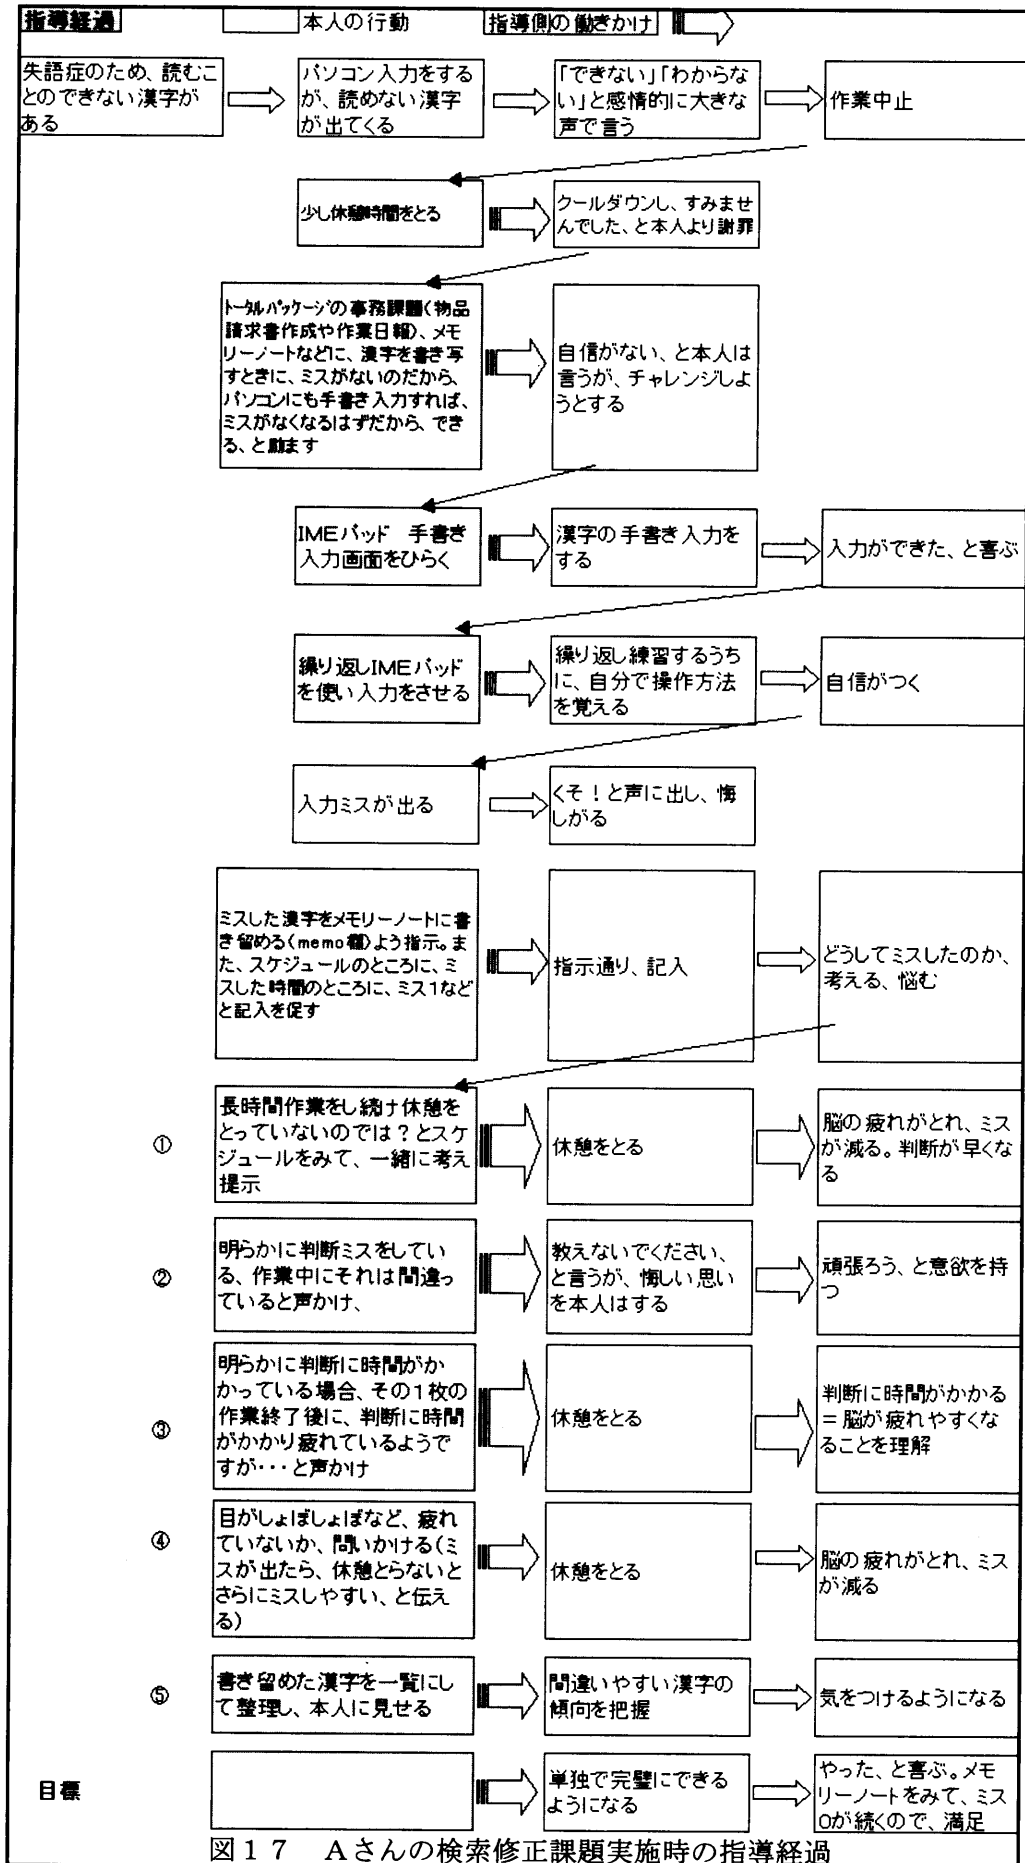 指導経過
本人の行動
指導側の働きかけ
失語症のため、読むこ
とのできない漢字が
ある
パソコン入力をする
が、読めない漢字
が出てくる
「できない」「わからな
い」と感情的に大きな
声で言う
作業中止
少し休憩時間をとる
クールダウンし、すみませ
んでした、と本人より謝罪
トータルパッケージの事務課題(物品
請求書作成や作業日報)、メモ
リーノートなどに、漢字を書き写
すときに、ミスがないのだから、
パソコンにも手書き入力すれば、
ミスがなくなるはずだから、でき
る、と励ます
自信がない、と本人は
言うが、チャレンジしよ
うとする
IMEパッド 手書き
入力画面をひらく
漢字の手書き入力を
する
入力ができた、と喜ぶ
繰り返しIMEパッド
を使い入力をさせる
繰り返し練習するうち
に、自分で操作方法
を覚える
自信がつく
入力ミスが出る
くそ!と声に出し、悔
しがる
ミスした漢字をメモリーノートに書
き留める(memo欄)よう指示。ま
た、スケジュールのところに、ミ
スした時間のところに、ミス1など
と記入を促す
指示通り、記入
どうしてミスしたのか、
考える、悩む
①
長時間作業をし続け休憩を
とっていないのでは?とスケ
ジュールをみて、一緒に考え
提示
休憩をとる
脳の疲れがとれ、ミス
が減る。判断が早くな
る
②
明らかに判断ミスをしてい
る、作業中にそれは間違っ
ていると声かけ、
教えないでください、
と言うが、悔しい思い
を本人はする
頑張ろう、と意欲を持
つ
③
明らかに判断に時間がか
かっている場合、その1枚の
作業終了後に、判断に時間
がかかり疲れているようで
すが・・・と声かけ
休憩をとる
判断に時間がかかる
=脳が疲れやすくな
ることを理解
④
目がしょぼしょぼなど、疲れ
ていないか、問いかける(ミ
スが出たら、休憩とらないと
さらにミスしやすい、と伝え
る)
休憩をとる
脳の疲れがとれ、ミス
が減る
⑤
書き留めた漢字を一覧にし
て整理し、本人に見せる
間違いやすい漢字の
傾向を把握
気をつけるようになる
目標
単独で完璧にできる
ようになる
やった、と喜ぶ。メモ
リーノートをみて、ミス
0が続くので、満足
図17 Aさんの検索修正課題実施時の指導経過